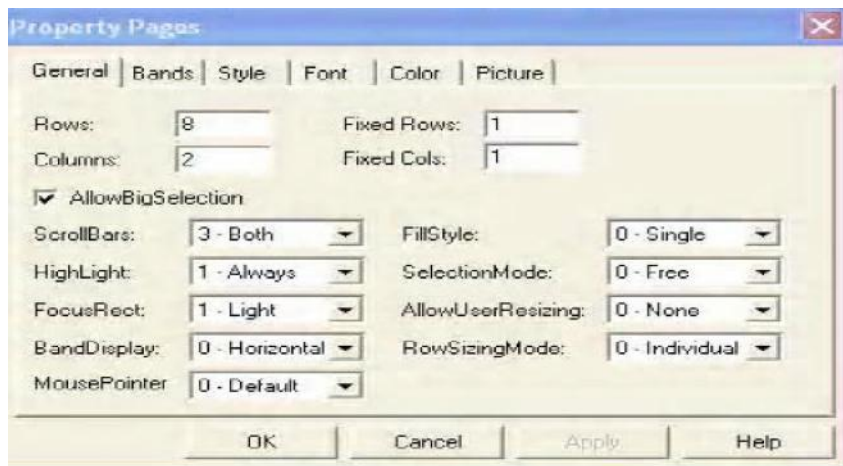 Property Pages
General Bands Style Font Color Picture
Rows: 8 Fixed Rows: 1
Columns: 2 Fixed Cols: 1
AllowBigSelection
ScrollBars: 3 - Both FillStyle: 0 - Single
HighLight: 1 - Always SelectionMode: 0 - Free
FocusRect: 1 - Light AllowUserResizing: 0 - None
BandDisplay: 0 - Horizontal RowSizingMode: 0 - Individual
MousePointer 0 - Default
OK Cancel Apply Help